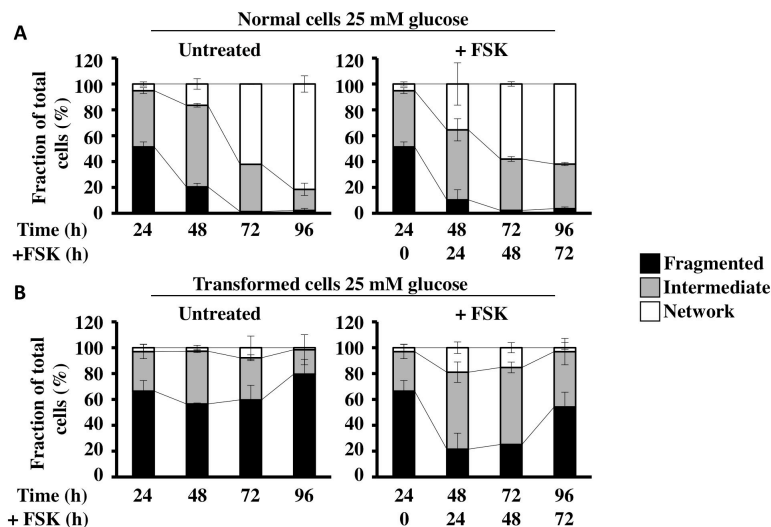 A
Normal cells 25 mM glucose
Untreated
+ FSK
Fraction of total
cells (%)
120
100
80
60
40
20
0
120
100
80
60
40
20
0
Time (h) 24 48 72 96 24 48 72 96
+FSK (h) 0 24 48 72
Fragmented
Intermediate
Network
B
Transformed cells 25 mM glucose
Untreated
+ FSK
Fraction of total
cells (%)
120
100
80
60
40
20
0
120
100
80
60
40
20
0
Time (h) 24 48 72 96 24 48 72 96
+ FSK (h) 0 24 48 72